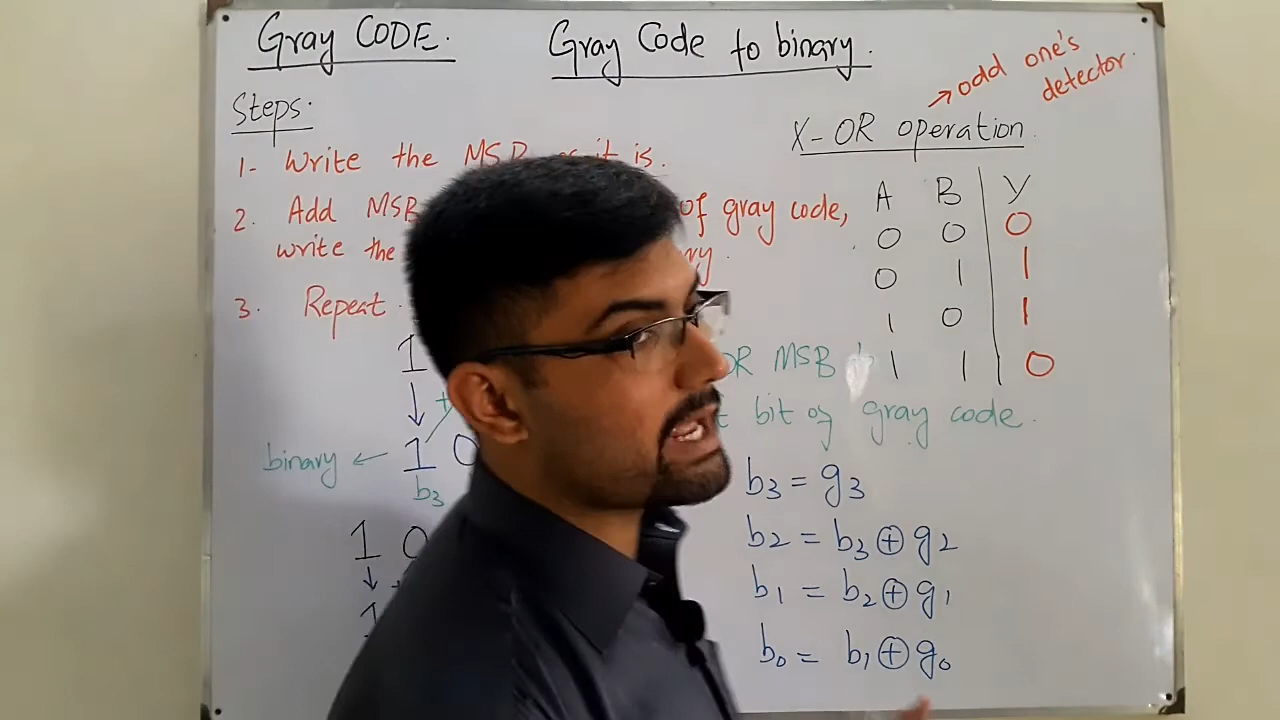 Gray CODE.
Gray Code to binary.
Steps.
1- Write the MSB as it is.
2. Add MSB of gray code,
write the
3. Repeat.
1
↓
binary ← 1 0
b3
1 0
↓
1
→ odd one's
detector.
X-OR operation.
A B Y
0 0 0
0 1 1
1 0 1
1 1 0
OR MSB
bit of gray code.
b3 = g3
b2 = b3 ⊕ g2
b1 = b2 ⊕ g1
b0 = b1 ⊕ g0